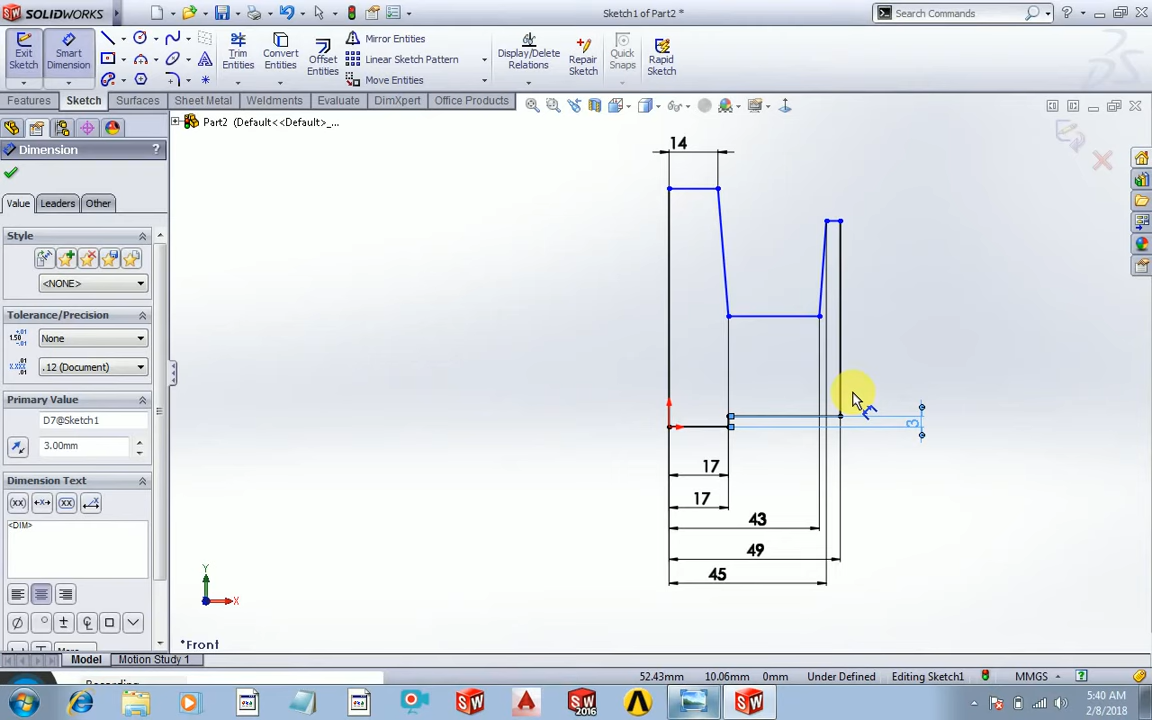 SOLIDWORKS
Sketch1 of Part2 *
Search Commands
Exit Sketch
Smart Dimension
Trim Entities
Convert Entities
Offset Entities
Mirror Entities
Linear Sketch Pattern
Move Entities
Display/Delete Relations
Repair Sketch
Quick Snaps
Rapid Sketch
Features
Sketch
Surfaces
Sheet Metal
Weldments
Evaluate
DimXpert
Office Products
Part2 (Default<<Default>_...
Dimension
?
Value
Leaders
Other
Style
<NONE>
Tolerance/Precision
None
.12 (Document)
Primary Value
D7@Sketch1
3.00mm
Dimension Text
<DIM>
14
17
17
43
49
45
3
Y
X
*Front
Model
Motion Study 1
52.43mm
10.06mm
0mm
Under Defined
Editing Sketch1
MMGS
5:40 AM
2/8/2018